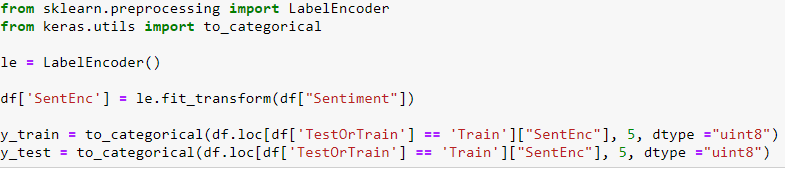 from sklearn.preprocessing import LabelEncoder
from keras.utils import to_categorical
le = LabelEncoder()
df['SentEnc'] = le.fit_transform(df["Sentiment"])
y_train = to_categorical(df.loc[df['TestOrTrain'] == 'Train']["SentEnc"], 5, dtype ="uint8")
y_test = to_categorical(df.loc[df['TestOrTrain'] == 'Train']["SentEnc"], 5, dtype ="uint8")